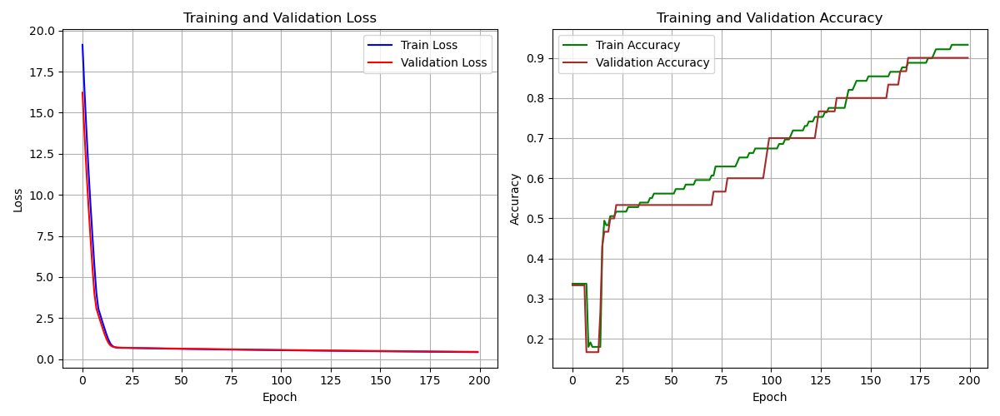 Training and Validation Loss
20.0
17.5
15.0
12.5
10.0
7.5
5.0
2.5
0.0
Loss
Train Loss
Validation Loss
0 25 50 75 100 125 150 175 200
Epoch
Training and Validation Accuracy
0.9
0.8
0.7
0.6
0.5
0.4
0.3
0.2
Accuracy
Train Accuracy
Validation Accuracy
0 25 50 75 100 125 150 175 200
Epoch